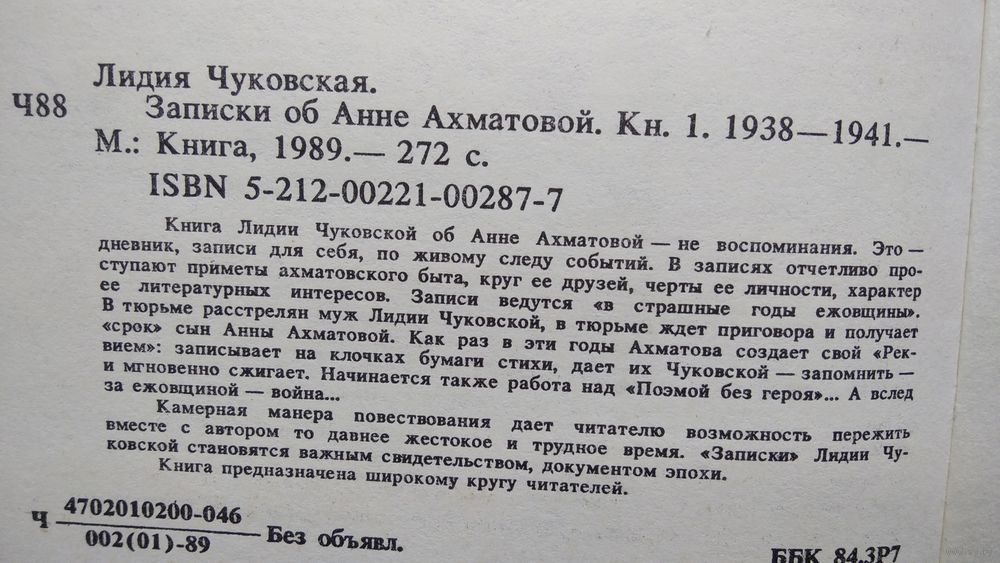 Лидия Чуковская.
Ч88 Записки об Анне Ахматовой. Кн. 1. 1938—1941.—
М.: Книга, 1989.— 272 с.
ISBN 5-212-00221-00287-7
Книга Лидии Чуковской об Анне Ахматовой — не воспоминания. Это —
дневник, записи для себя, по живому следу событий. В записях отчетливо про-
ступают приметы ахматовского быта, круг ее друзей, черты ее личности, характер
ее литературных интересов. Записи ведутся «в страшные годы ежовщины».
В тюрьме расстрелян муж Лидии Чуковской, в тюрьме ждет приговора и получает
«срок» сын Анны Ахматовой. Как раз в эти годы Ахматова создает свой «Рек-
вием»: записывает на клочках бумаги стихи, дает их Чуковской — запомнить —
и мгновенно сжигает. Начинается также работа над «Поэмой без героя»... А вслед
за ежовщиной — война...
Камерная манера повествования дает читателю возможность пережить
вместе с автором то давнее жестокое и трудное время. «Записки» Лидии Чу-
ковской становятся важным свидетельством, документом эпохи.
Книга предназначена широкому кругу читателей.
Ч 4702010200-046
002(01)-89 Без объявл.
ББК 84.3Р7